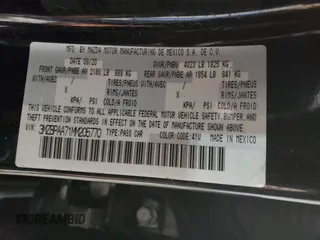 MFD. BY MAZDA MOTOR MANUFACTURING DE MEXICO S.A. DE C.V.
DATE 09/20 GVWR/PNBV 4022 LB 1825 KG
FRONT GAWR/PNBE AV 2180 LB 989 KG REAR GAWR/PNBE AR 1854 LB 841 KG
TIRES/PNEUS TIRES/PNEUS
RIMS/JANTES RIMS/JANTES
KPA / PSI / COLD/A FROID KPA / PSI / COLD/A FROID
THIS VEHICLE CONFORMS TO ALL APPLICABLE FEDERAL MOTOR VEHICLE SAFETY, BUMPER, AND
THEFT PREVENTION STANDARDS IN EFFECT ON THE DATE OF MANUFACTURE SHOWN ABOVE.
TYPE:PASS CAR
COLOR 41W MADE IN MEXICO